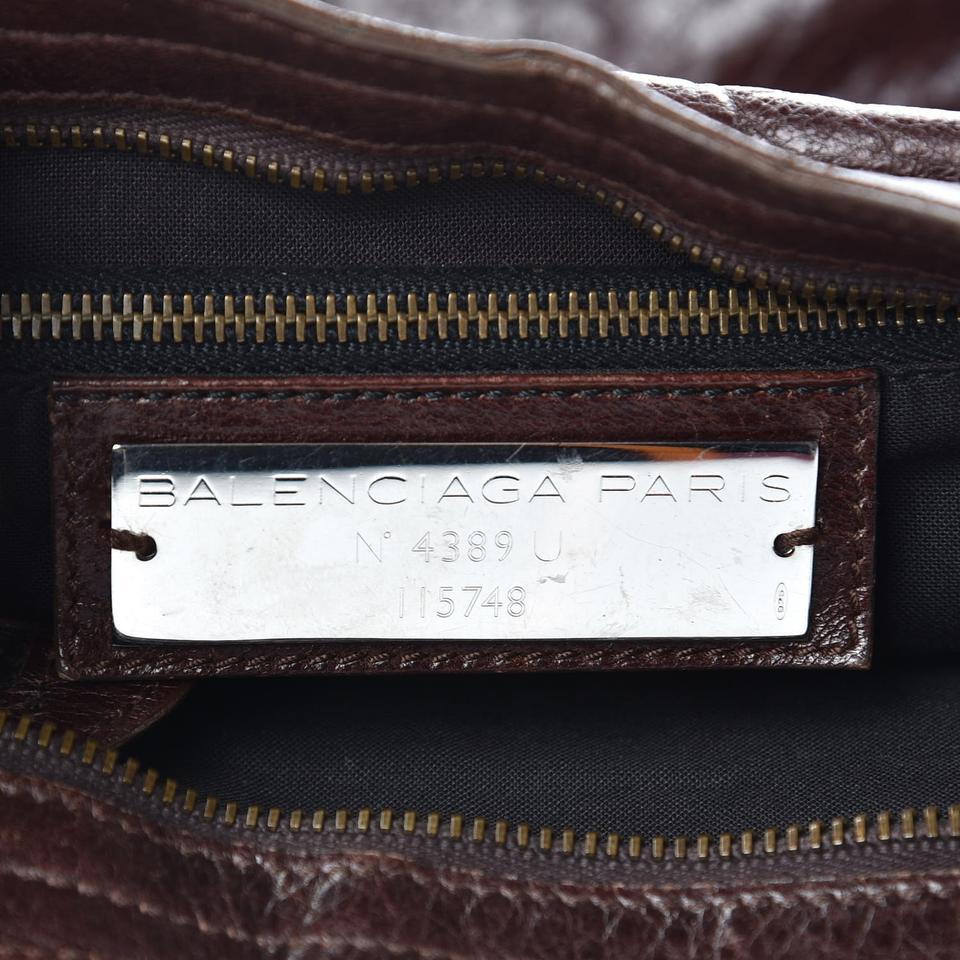 BALENCIAGA PARIS
N° 4389 U
115748